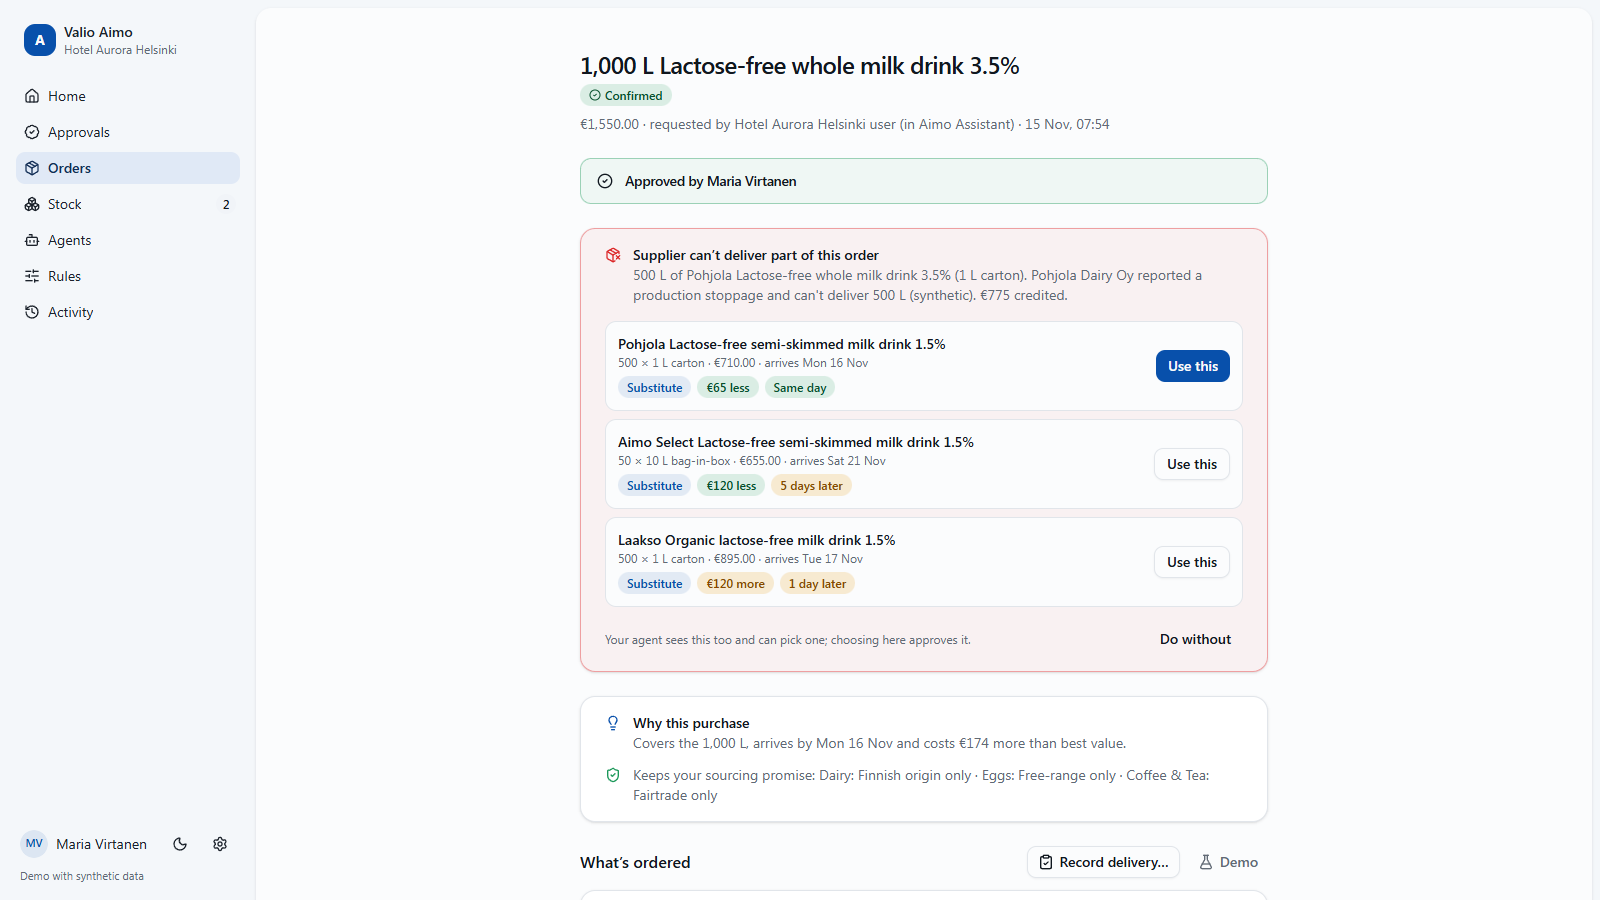 A
Valio Aimo
Hotel Aurora Helsinki
Home
Approvals
Orders
Stock 2
Agents
Rules
Activity
MV Maria Virtanen
Demo with synthetic data
1,000 L Lactose-free whole milk drink 3.5%
Confirmed
€1,550.00 · requested by Hotel Aurora Helsinki user (in Aimo Assistant) · 15 Nov, 07:54
Approved by Maria Virtanen
Supplier can’t deliver part of this order
500 L of Pohjola Lactose-free whole milk drink 3.5% (1 L carton). Pohjola Dairy Oy reported a
production stoppage and can't deliver 500 L (synthetic). €775 credited.
Pohjola Lactose-free semi-skimmed milk drink 1.5%
500 × 1 L carton · €710.00 · arrives Mon 16 Nov
Substitute €65 less Same day
Use this
Aimo Select Lactose-free semi-skimmed milk drink 1.5%
50 × 10 L bag-in-box · €655.00 · arrives Sat 21 Nov
Substitute €120 less 5 days later
Use this
Laakso Organic lactose-free milk drink 1.5%
500 × 1 L carton · €895.00 · arrives Tue 17 Nov
Substitute €120 more 1 day later
Use this
Your agent sees this too and can pick one; choosing here approves it.
Do without
Why this purchase
Covers the 1,000 L, arrives by Mon 16 Nov and costs €174 more than best value.
Keeps your sourcing promise: Dairy: Finnish origin only · Eggs: Free-range only · Coffee & Tea:
Fairtrade only
What’s ordered
Record delivery...
Demo